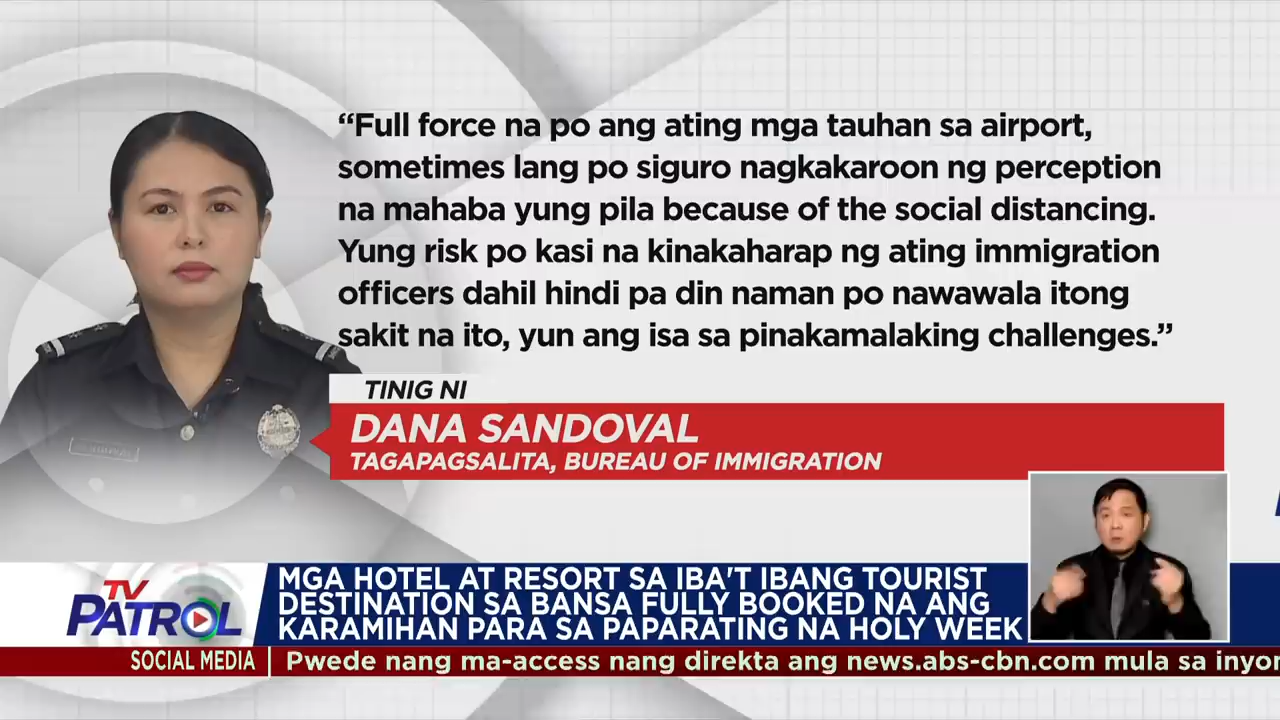 “Full force na po ang ating mga tauhan sa airport,
sometimes lang po siguro nagkakaroon ng perception
na mahaba yung pila because of the social distancing.
Yung risk po kasi na kinakaharap ng ating immigration
officers dahil hindi pa din naman po nawawala itong
sakit na ito, yun ang isa sa pinakamalaking challenges.”
TINIG NI
DANA SANDOVAL
TAGAPAGSALITA, BUREAU OF IMMIGRATION
TV
PATROL
MGA HOTEL AT RESORT SA IBA'T IBANG TOURIST
DESTINATION SA BANSA FULLY BOOKED NA ANG
KARAMIHAN PARA SA PAPARATING NA HOLY WEEK
SOCIAL MEDIA
Pwede nang ma-access nang direkta ang news.abs-cbn.com mula sa inyon